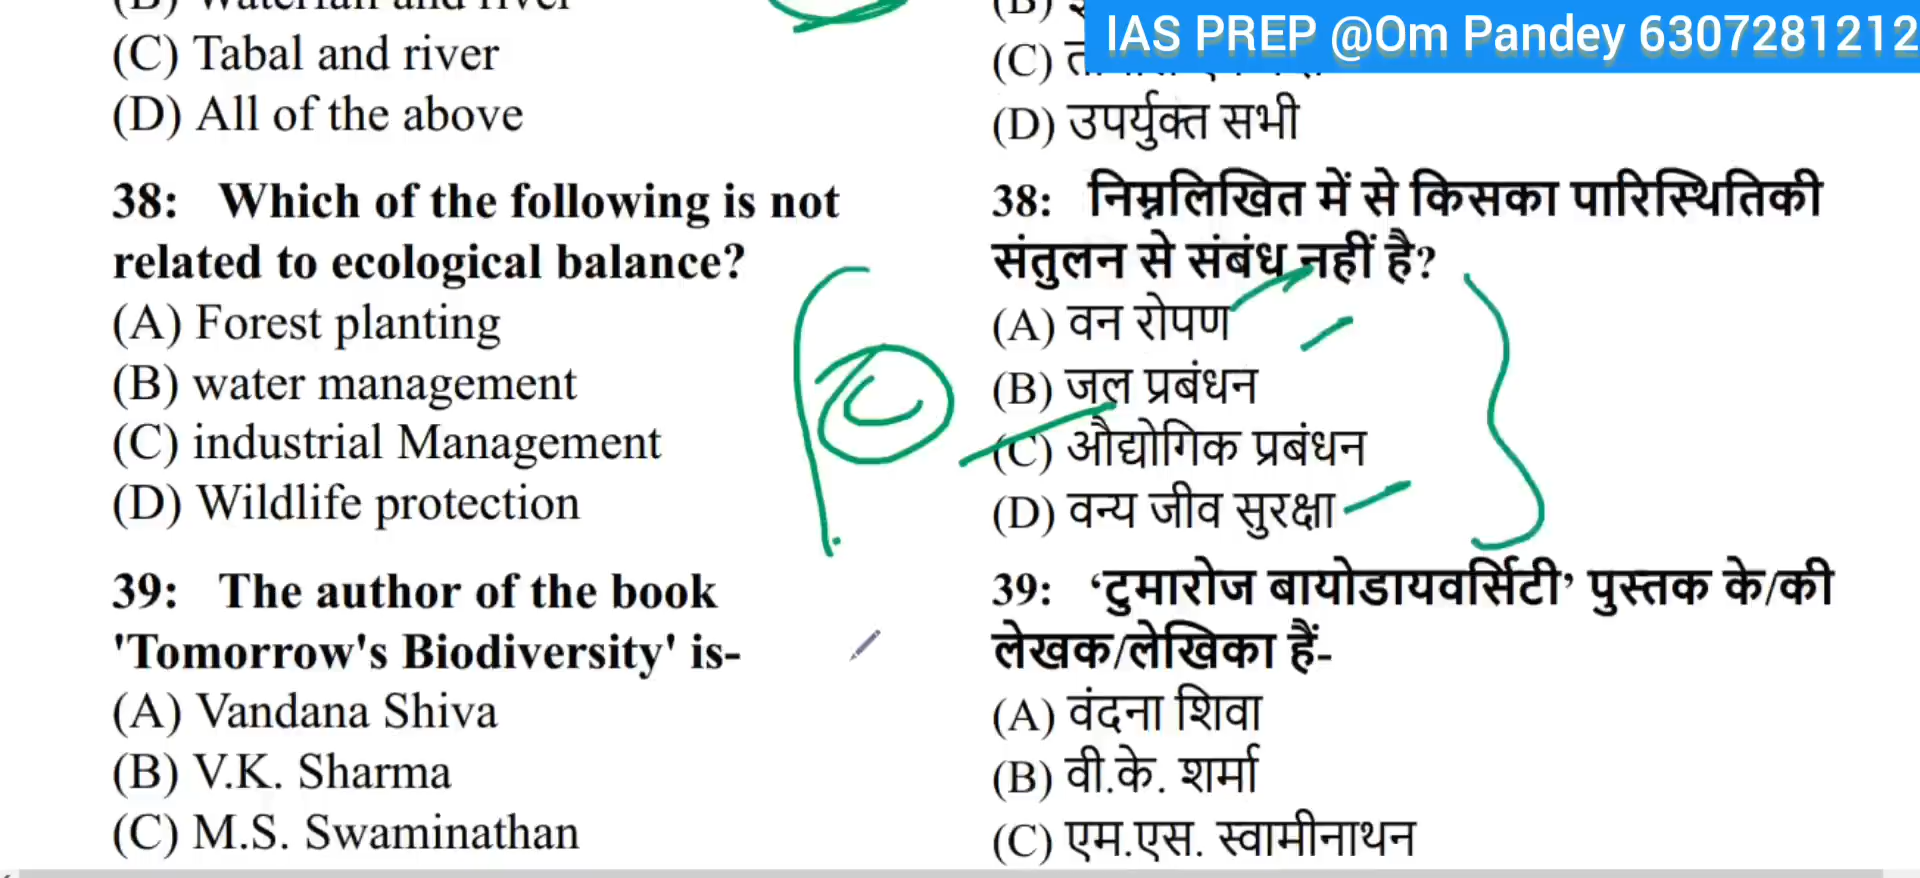 IAS PREP @Om Pandey 6307281212
(C) Tabal and river
(D) All of the above
38: Which of the following is not
related to ecological balance?
(A) Forest planting
(B) water management
(C) industrial Management
(D) Wildlife protection
39: The author of the book
'Tomorrow's Biodiversity' is-
(A) Vandana Shiva
(B) V.K. Sharma
(C) M.S. Swaminathan
(B)
(C)
(D) उपर्युक्त सभी
38: निम्नलिखित में से किसका पारिस्थितिकी
संतुलन से संबंध नहीं है?
(A) वन रोपण
(B) जल प्रबंधन
(C) औद्योगिक प्रबंधन
(D) वन्य जीव सुरक्षा
39: ‘टुमारोज बायोडायवर्सिटी’ पुस्तक के/की
लेखक/लेखिका हैं-
(A) वंदना शिवा
(B) वी.के. शर्मा
(C) एम.एस. स्वामीनाथन
C